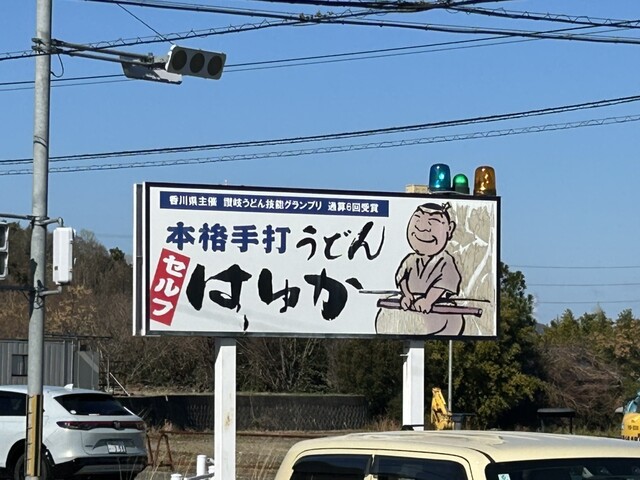 香川県主催 讃岐うどん技能グランプリ 通算6回受賞
本格手打うどん
セルフ
はゆか